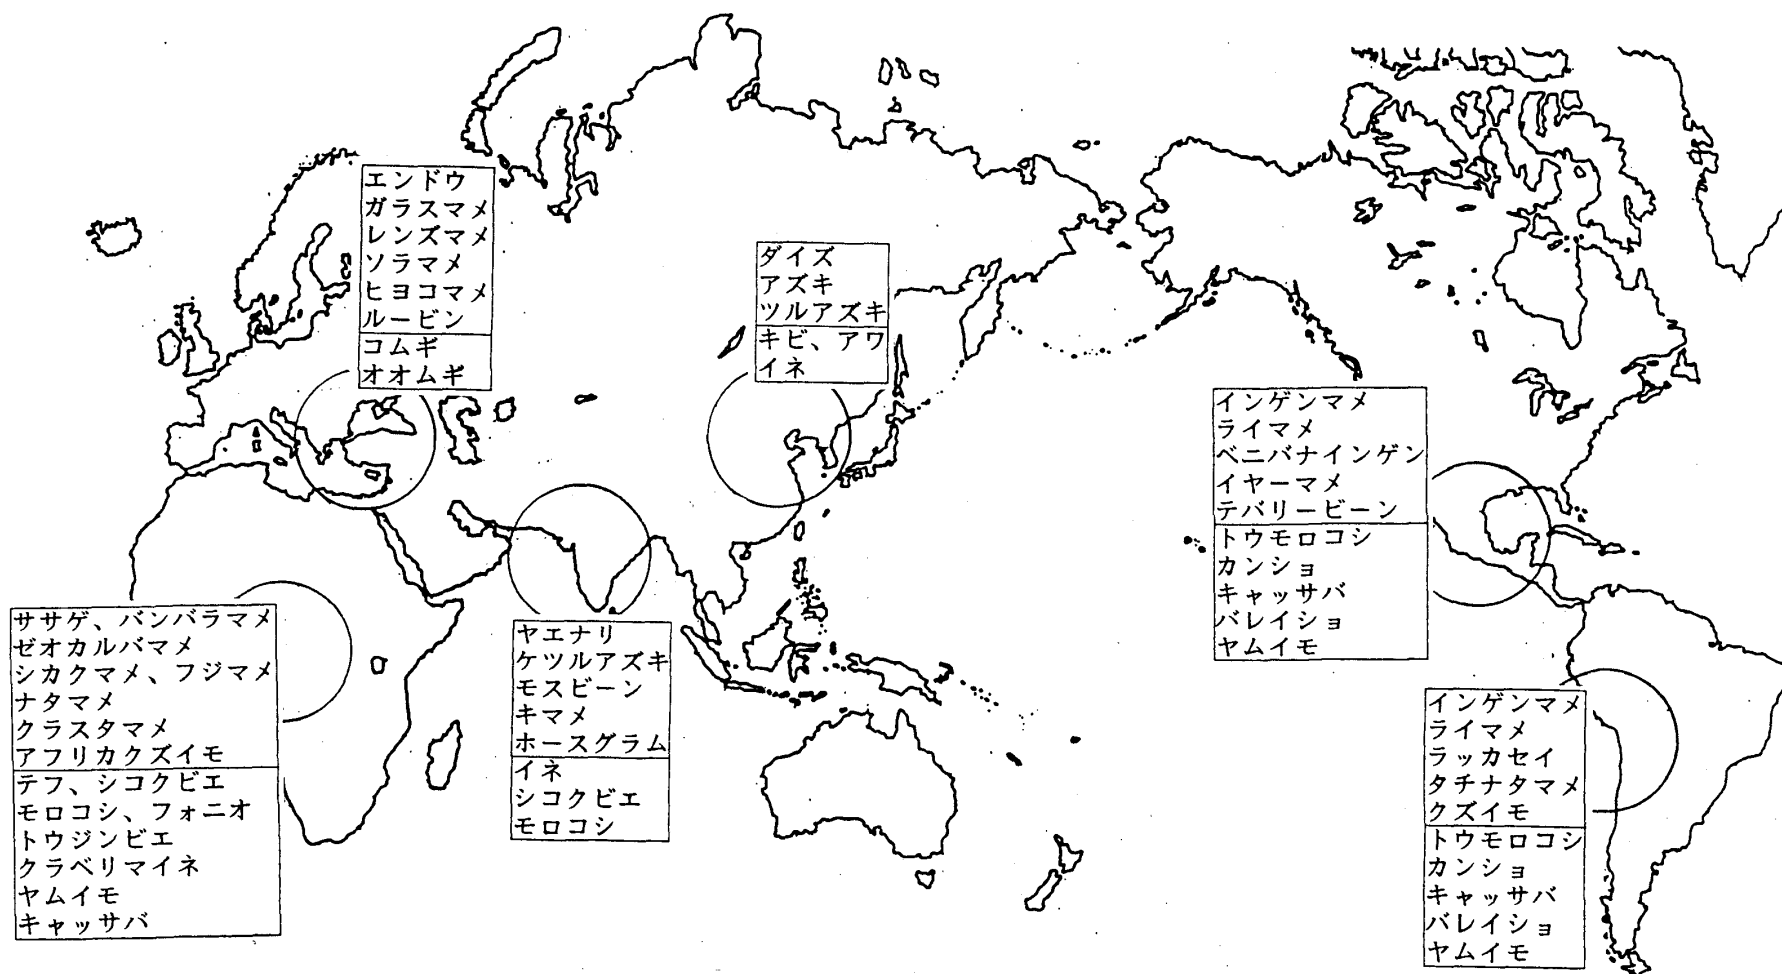 エンドウ
ガラスマメ
レンズマメ
ソラマメ
ヒヨコマメ
ルービン
コムギ
オオムギ
ダイズ
アズキ
ツルアズキ
キビ、アワ
イネ
インゲンマメ
ライマメ
ベニバナインゲン
イヤーマメ
テパリービーン
トウモロコシ
カンショ
キャッサバ
バレイショ
ヤムイモ
ササゲ、バンバラマメ
ゼオカルパマメ
シカクマメ、フジマメ
ナタマメ
クラスタマメ
アフリカクズイモ
テフ、シコクビエ
モロコシ、フォニオ
トウジンビエ
クラベリマイネ
ヤムイモ
キャッサバ
ヤエナリ
ケツルアズキ
モスビーン
キマメ
ホースグラム
イネ
シコクビエ
モロコシ
インゲンマメ
ライマメ
ラッカセイ
タチナタマメ
クズイモ
トウモロコシ
カンショ
キャッサバ
バレイショ
ヤムイモ